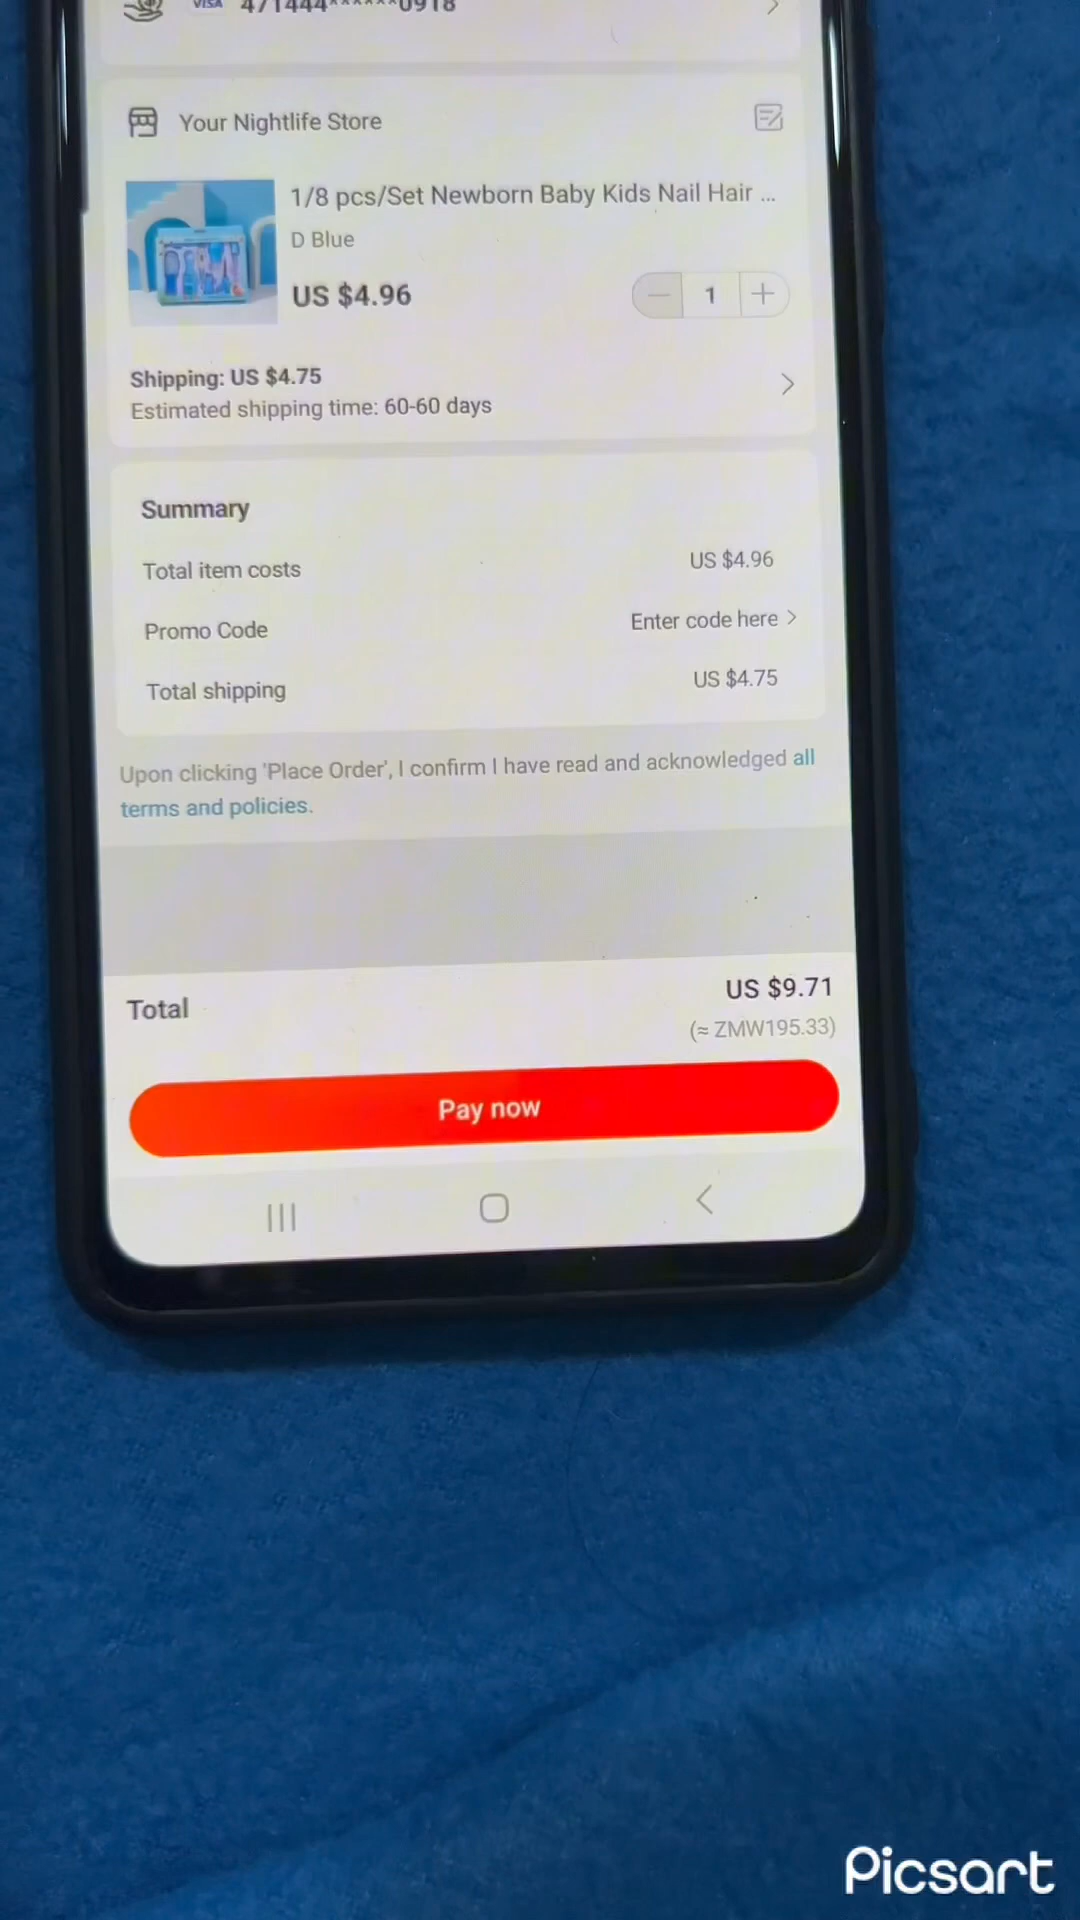 VISA 471444******0918
Your Nightlife Store
1/8 pcs/Set Newborn Baby Kids Nail Hair ...
D Blue
US $4.96
1
Shipping: US $4.75
Estimated shipping time: 60-60 days
Summary
Total item costs US $4.96
Promo Code Enter code here
Total shipping US $4.75
Upon clicking 'Place Order', I confirm I have read and acknowledged all
terms and policies.
Total US $9.71
(≈ ZMW195.33)
Pay now
Picsart